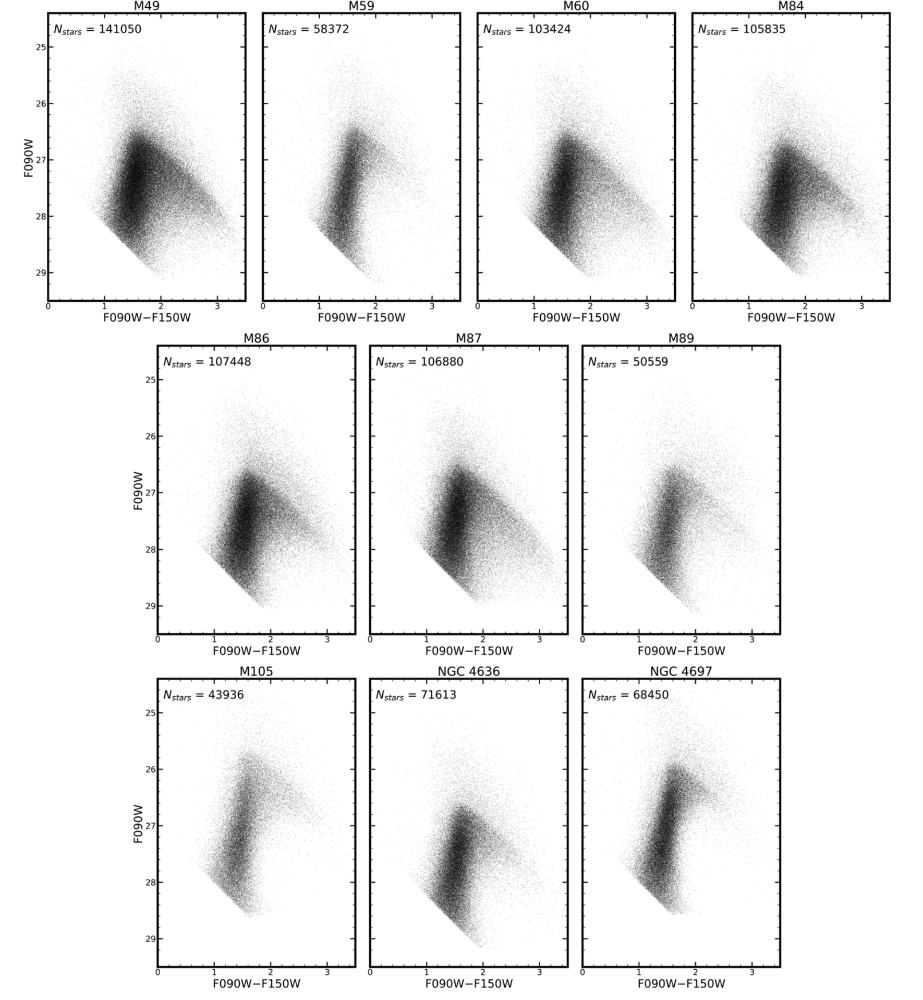 M49 M59 M60 M84
N_stars = 141050 N_stars = 58372 N_stars = 103424 N_stars = 105835
25
26
F090W
27
28
29
0 1 2 3 0 1 2 3 0 1 2 3 0 1 2 3
F090W−F150W F090W−F150W F090W−F150W F090W−F150W
M86 M87 M89
N_stars = 107448 N_stars = 106880 N_stars = 50559
25
26
F090W
27
28
29
0 1 2 3 0 1 2 3 0 1 2 3
F090W−F150W F090W−F150W F090W−F150W
M105 NGC 4636 NGC 4697
N_stars = 43936 N_stars = 71613 N_stars = 68450
25
26
F090W
27
28
29
0 1 2 3 0 1 2 3 0 1 2 3
F090W−F150W F090W−F150W F090W−F150W